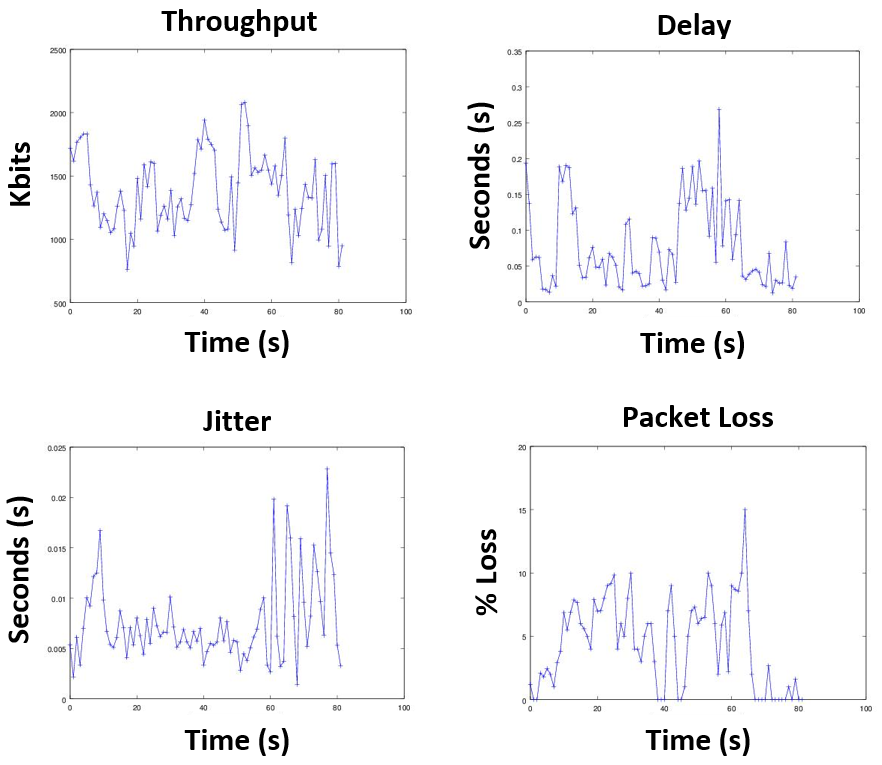 Throughput
Kbits
2500
2000
1500
1000
500
0 20 40 60 80 100
Time (s)
Delay
Seconds (s)
0.35
0.3
0.25
0.2
0.15
0.1
0.05
0
0 20 40 60 80 100
Time (s)
Jitter
Seconds (s)
0.025
0.02
0.015
0.01
0.005
0
0 20 40 60 80 100
Time (s)
Packet Loss
% Loss
20
15
10
5
0
0 20 40 60 80 100
Time (s)